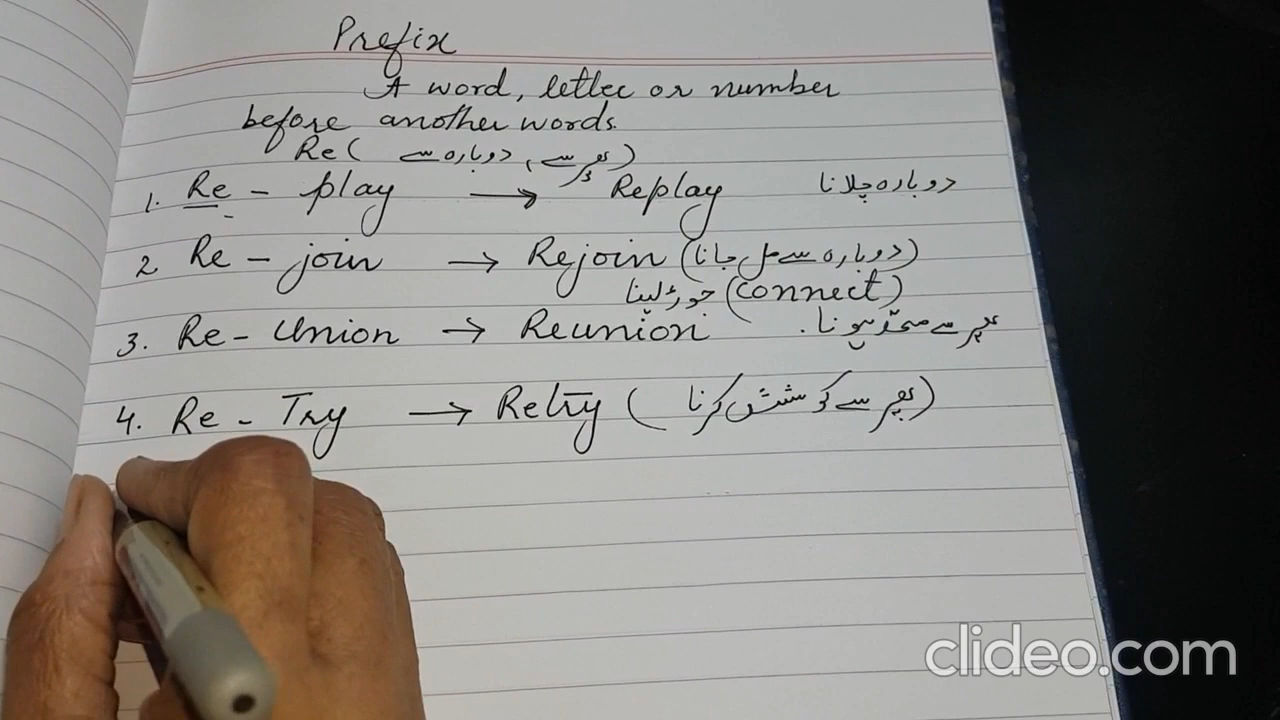 Prefix
A word, letter or number
before another words.
Re ( پھر سے، دوبارہ سے )
1. Re - play → Replay دوبارہ چلانا
2 Re - join → Rejoin (دوبارہ سے مل جانا)
جوڑ لینا (connect)
3. Re - Union → Reunion. پھر سے متحد ہونا.
4. Re - Try → Retry ( پھر سے کوشش کرنا )
clideo.com